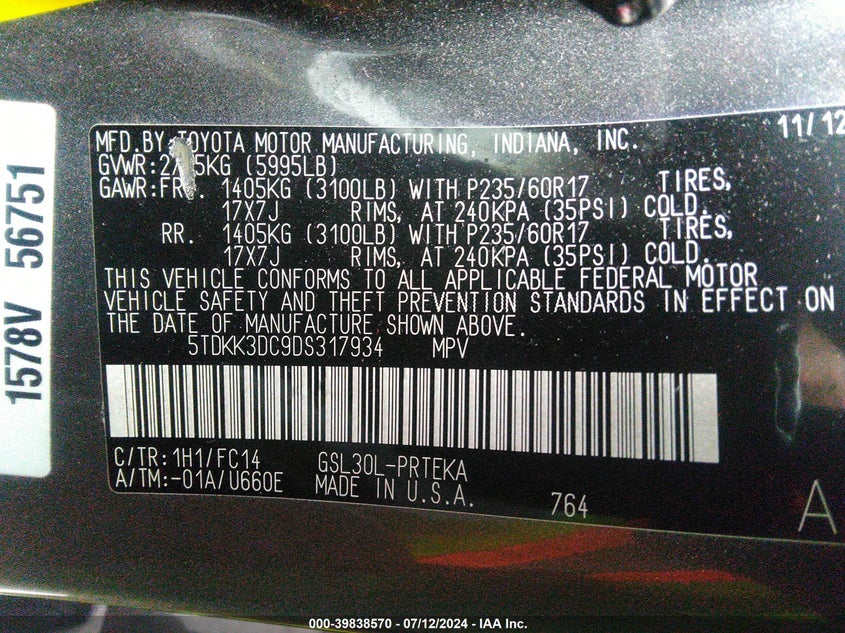 1578V 56751
11/12
MFD.BY TOYOTA MOTOR MANUFACTURING, INDIANA, INC.
GVWR: (5995LB)
GAWR:FR. 1405KG (3100LB) WITH P235/60R17 TIRES,
17X7J RIMS, AT 240KPA (35PSI) COLD.
RR. 1405KG (3100LB) WITH P235/60R17 TIRES,
17X7J RIMS, AT 240KPA (35PSI) COLD.
THIS VEHICLE CONFORMS TO ALL APPLICABLE FEDERAL MOTOR
VEHICLE SAFETY AND THEFT PREVENTION STANDARDS IN EFFECT ON
THE DATE OF MANUFACTURE SHOWN ABOVE.
5TDKK3DC9DS317934 MPV
C/TR:1H1/FC14 GSL30L-PRTEKA
A/TM:-01A/U660E MADE IN U.S.A. 764
A
000-39838570 - 07/12/2024 - IAA Inc.